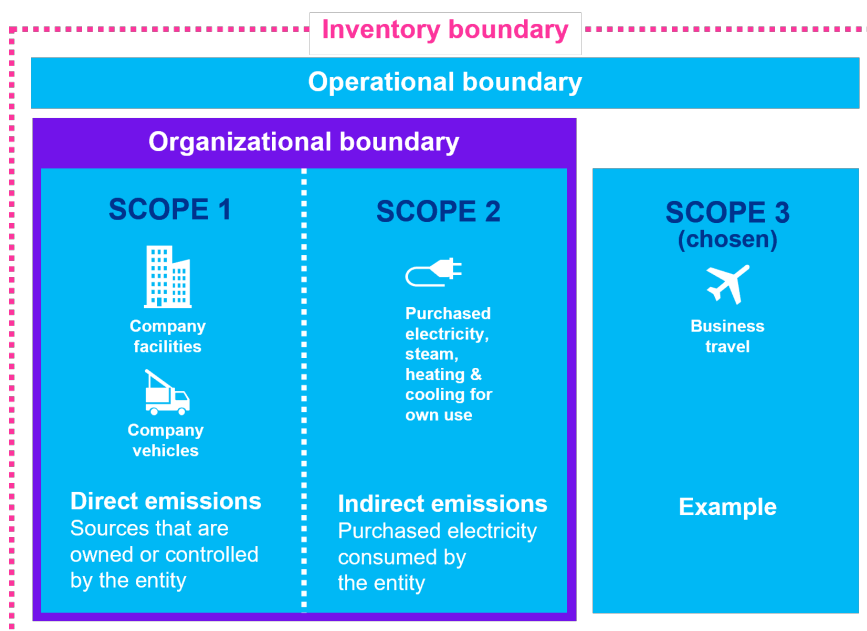 Inventory boundary
Operational boundary
Organizational boundary
SCOPE 1
Company
facilities
Company
vehicles
Direct emissions
Sources that are
owned or controlled
by the entity
SCOPE 2
Purchased
electricity,
steam,
heating &
cooling for
own use
Indirect emissions
Purchased electricity
consumed by
the entity
SCOPE 3
(chosen)
Business
travel
Example